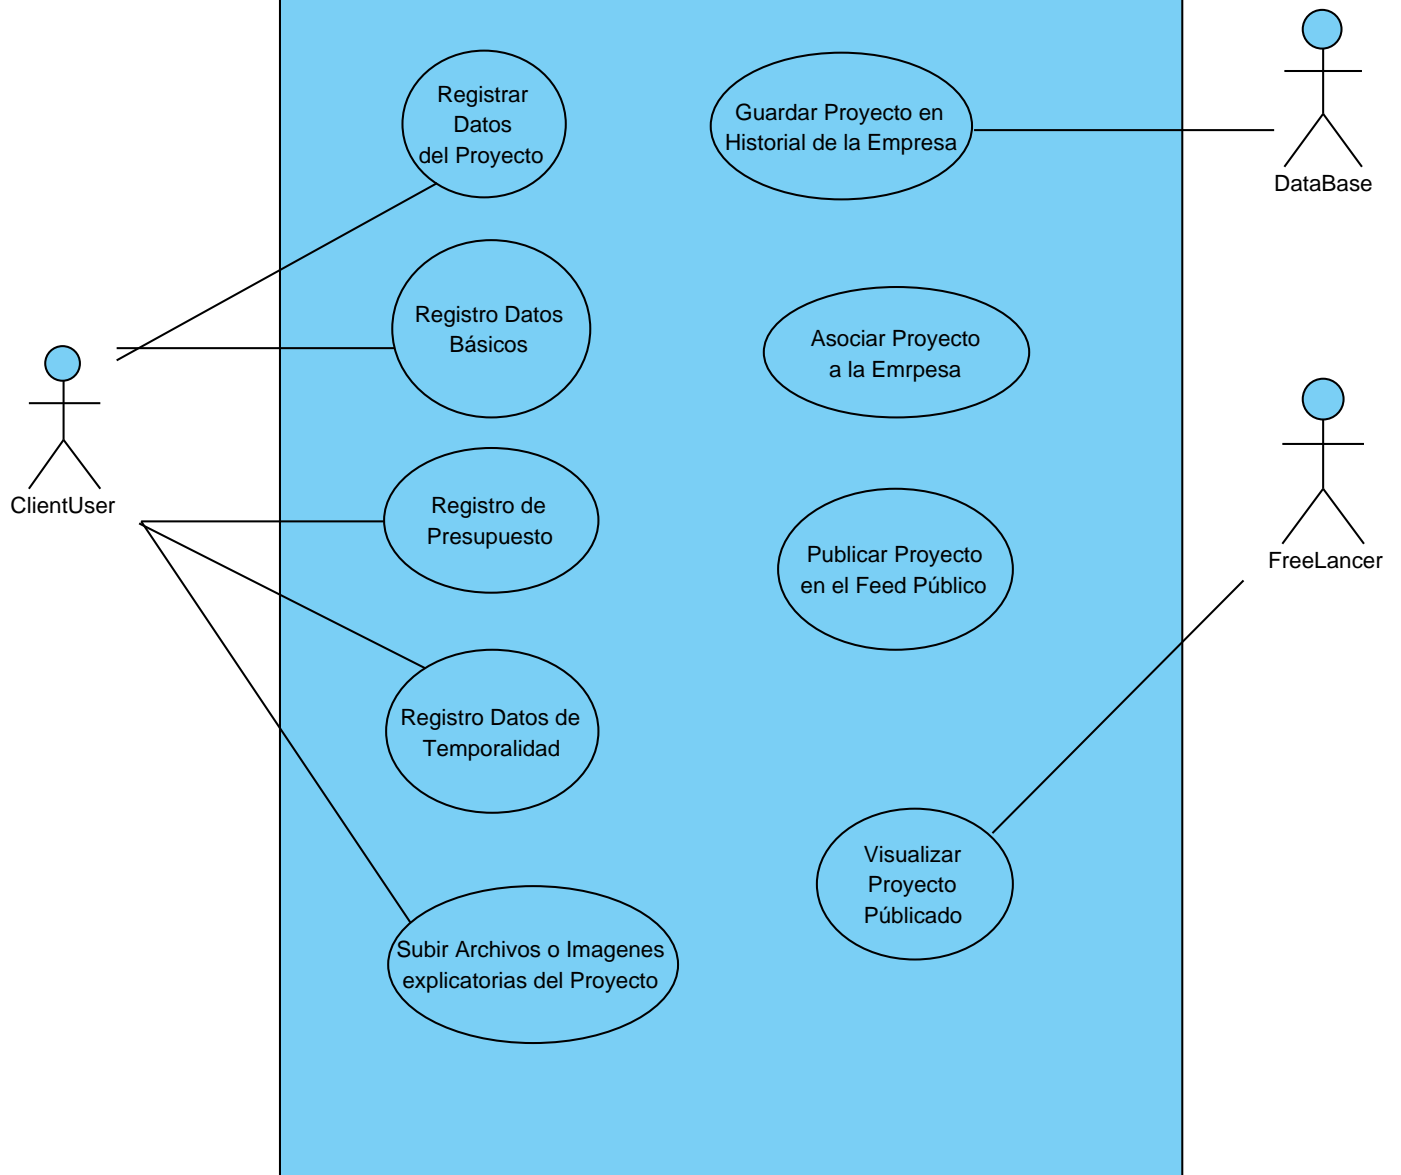 Registrar
Datos
del Proyecto
Guardar Proyecto en
Historial de la Empresa
DataBase
Registro Datos
Básicos
Asociar Proyecto
a la Emrpesa
ClientUser
Registro de
Presupuesto
Publicar Proyecto
en el Feed Público
FreeLancer
Registro Datos de
Temporalidad
Visualizar
Proyecto
Públicado
Subir Archivos o Imagenes
explicatorias del Proyecto